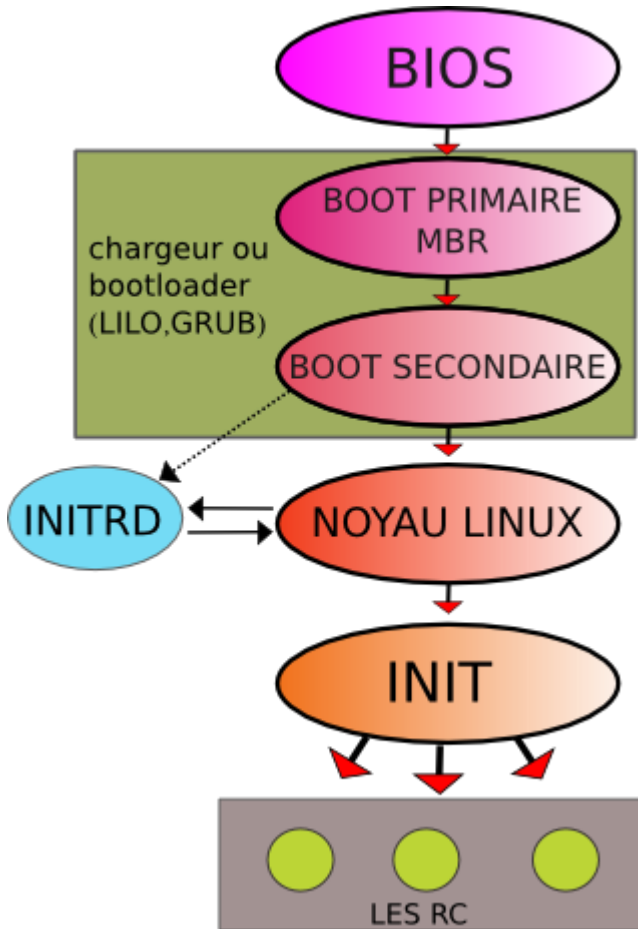 BIOS
BOOT PRIMAIRE
MBR
chargeur ou
bootloader
(LILO,GRUB)
BOOT SECONDAIRE
INITRD
NOYAU LINUX
INIT
LES RC